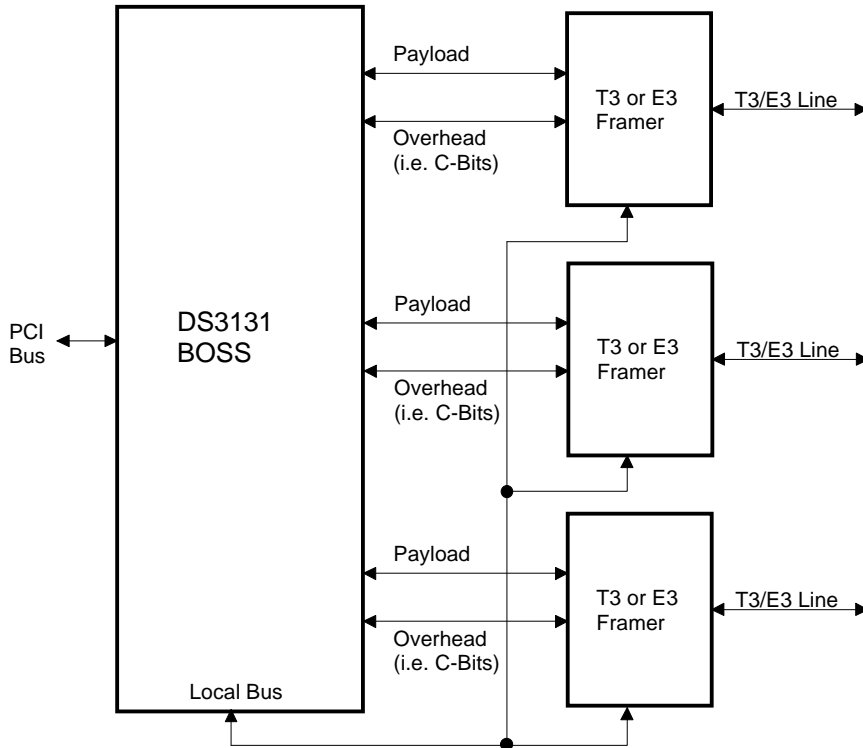 Payload
T3 or E3
Framer
T3/E3 Line
Overhead
(i.e. C-Bits)
PCI
Bus
DS3131
BOSS
Payload
T3 or E3
Framer
T3/E3 Line
Overhead
(i.e. C-Bits)
Payload
T3 or E3
Framer
T3/E3 Line
Overhead
(i.e. C-Bits)
Local Bus